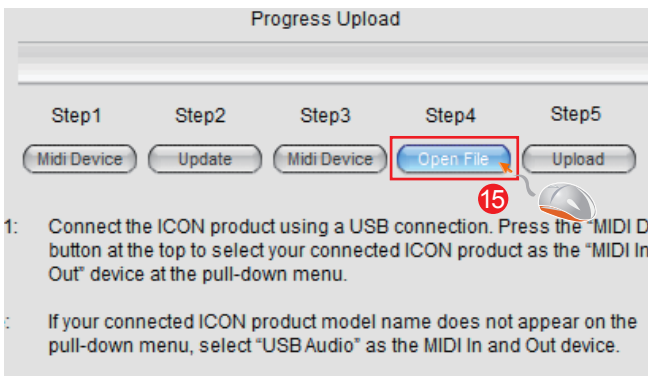 Progress Upload
Step1 Step2 Step3 Step4 Step5
Midi Device Update Midi Device Open File Upload
15
1: Connect the ICON product using a USB connection. Press the “MIDI D
button at the top to select your connected ICON product as the “MIDI In
Out” device at the pull-down menu.
: If your connected ICON product model name does not appear on the
pull-down menu, select “USB Audio” as the MIDI In and Out device.